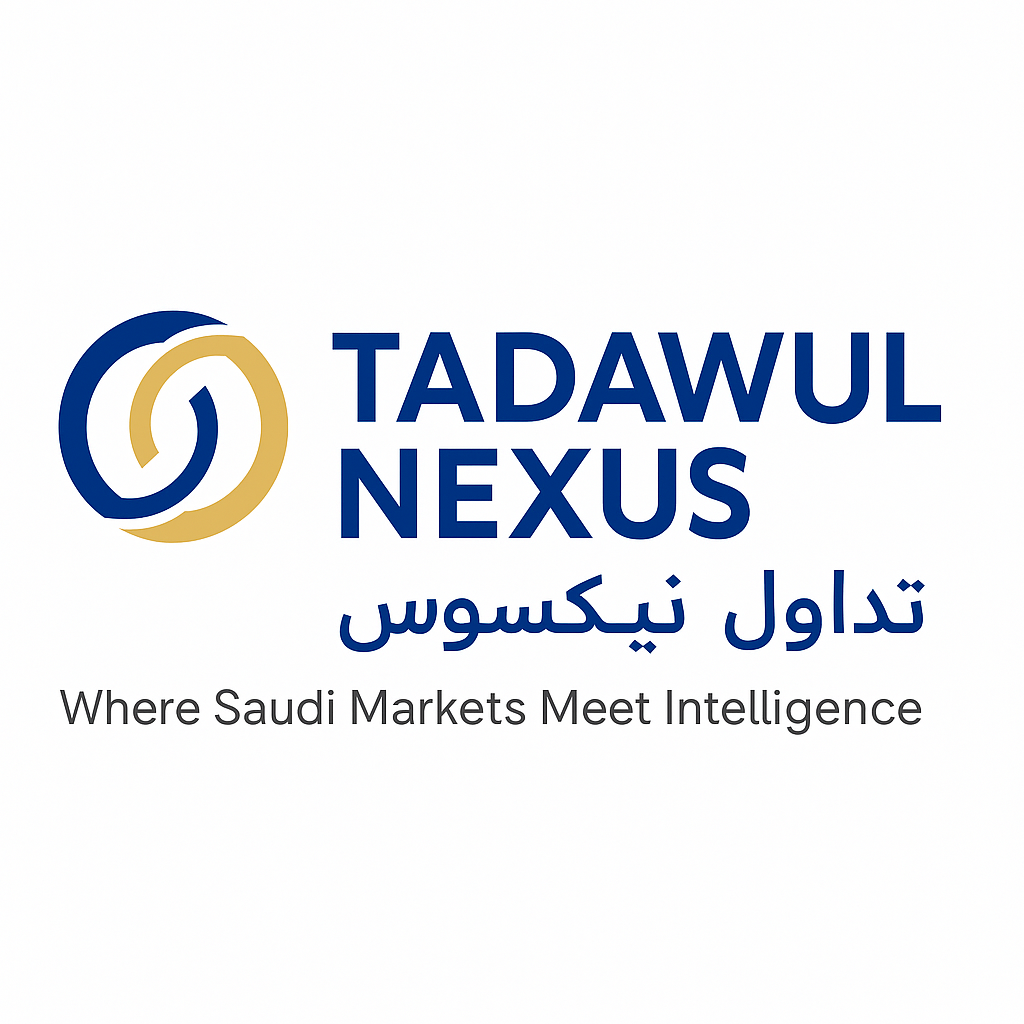 TADAWUL
NEXUS
تداول نيكسوس
Where Saudi Markets Meet Intelligence